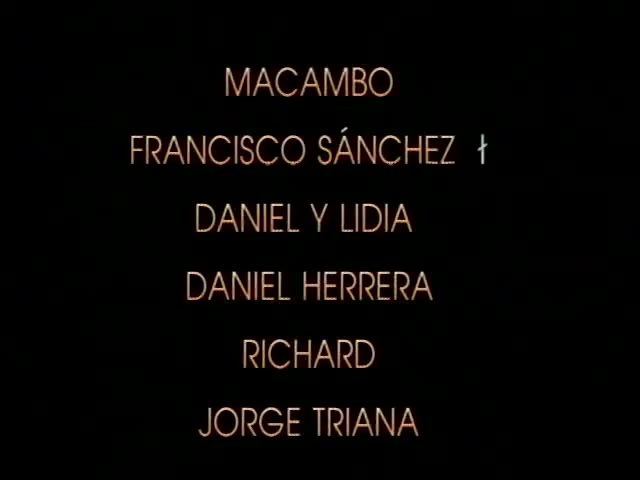 MACAMBO
FRANCISCO SÁNCHEZ ł
DANIEL Y LIDIA
DANIEL HERRERA
RICHARD
JORGE TRIANA